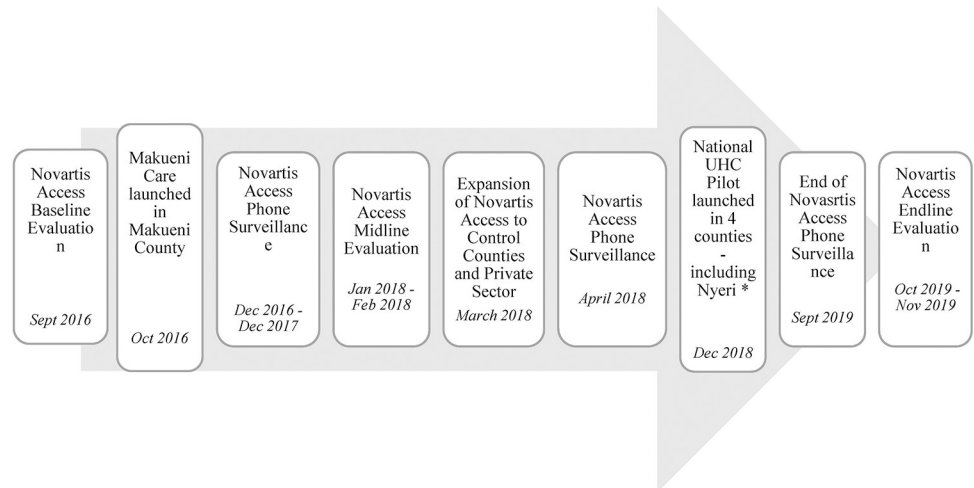 Novartis
Access
Baseline
Evaluatio
n
Sept 2016
Makueni
Care
launched
in
Makueni
County
Oct 2016
Novartis
Access
Phone
Surveillanc
e
Dec 2016 -
Dec 2017
Novartis
Access
Midline
Evaluation
Jan 2018 -
Feb 2018
Expansion
of Novartis
Access to
Control
Counties
and Private
Sector
March 2018
Novartis
Access
Phone
Surveillance
April 2018
National
UHC
Pilot
launched
in 4
counties
-
including
Nyeri *
Dec 2018
End of
Novasrtis
Access
Phone
Surveilla
nce
Sept 2019
Novartis
Access
Endline
Evaluatio
n
Oct 2019 -
Nov 2019